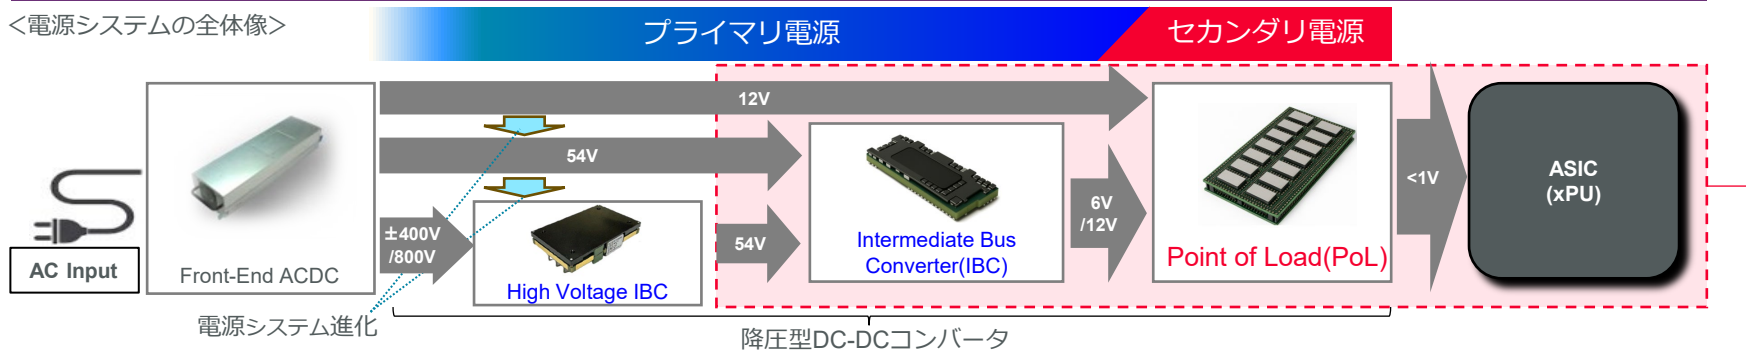 <電源システムの全体像>
プライマリ電源
セカンダリ電源
12V
54V
±400V
/800V
54V
6V
/12V
<1V
AC Input
Front-End ACDC
High Voltage IBC
Intermediate Bus
Converter(IBC)
Point of Load(PoL)
ASIC
(xPU)
電源システム進化
降圧型DC-DCコンバータ